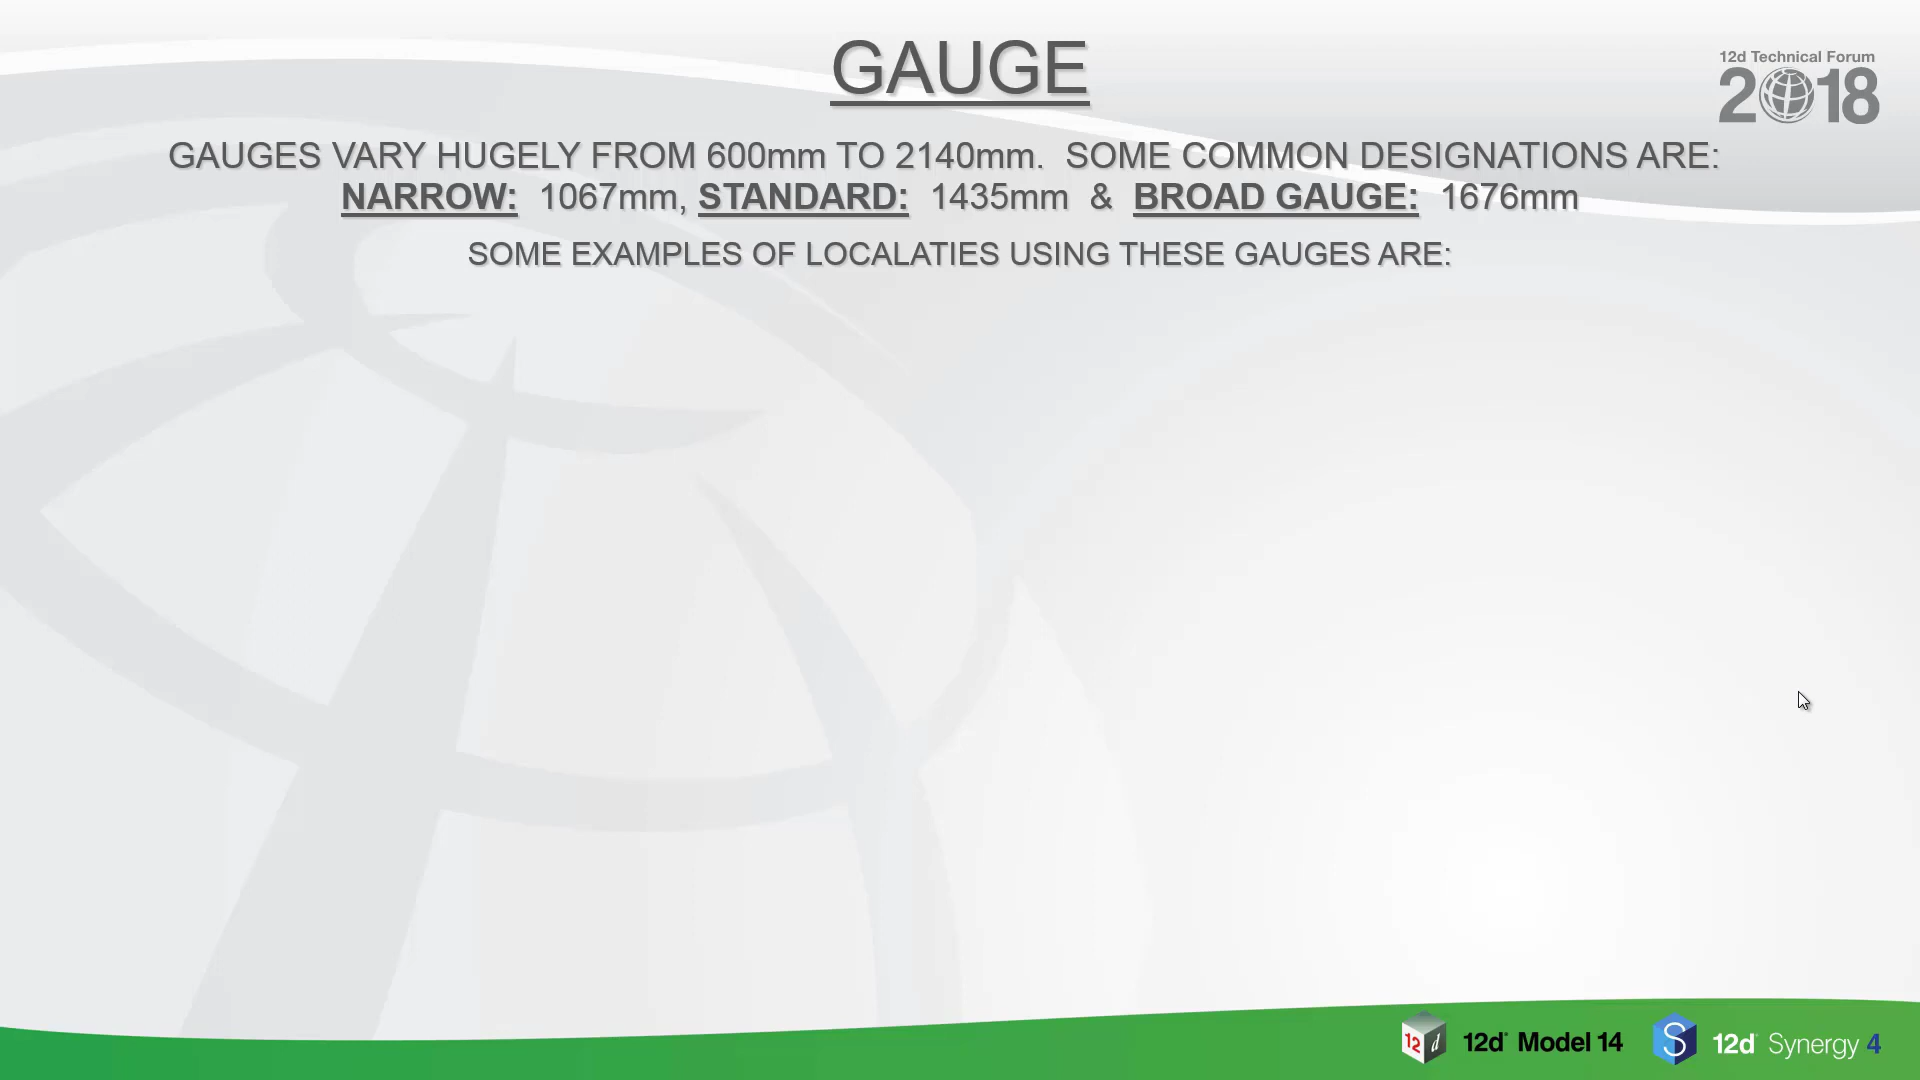 GAUGE
12d Technical Forum
2018
GAUGES VARY HUGELY FROM 600mm TO 2140mm. SOME COMMON DESIGNATIONS ARE:
NARROW: 1067mm, STANDARD: 1435mm & BROAD GAUGE: 1676mm
SOME EXAMPLES OF LOCALATIES USING THESE GAUGES ARE:
12d Model 14
12d Synergy 4